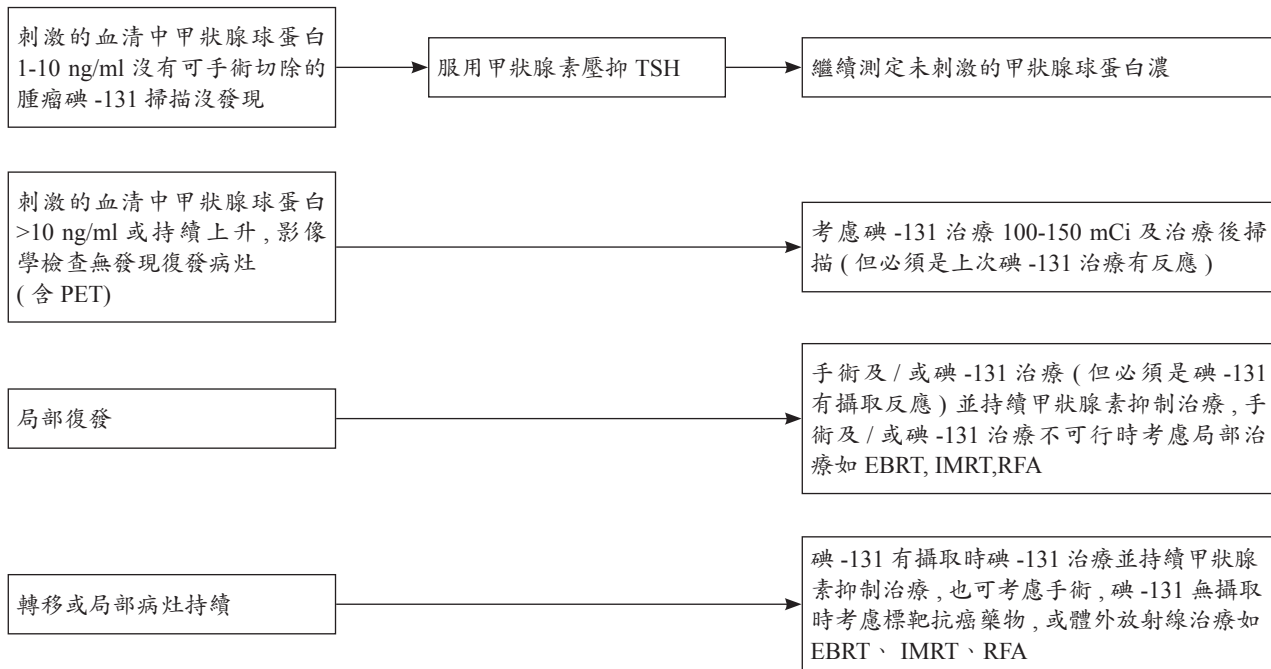 刺激的血清中甲狀腺球蛋白
1-10 ng/ml 沒有可手術切除的
腫瘤碘 -131 掃描沒發現
服用甲狀腺素壓抑 TSH
繼續測定未刺激的甲狀腺球蛋白濃
刺激的血清中甲狀腺球蛋白
>10 ng/ml 或持續上升 , 影像
學檢查無發現復發病灶
( 含 PET)
考慮碘 -131 治療 100-150 mCi 及治療後掃
描 ( 但必須是上次碘 -131 治療有反應 )
局部復發
手術及 / 或碘 -131 治療 ( 但必須是碘 -131
有攝取反應 ) 並持續甲狀腺素抑制治療 , 手
術及 / 或碘 -131 治療不可行時考慮局部治
療如 EBRT, IMRT,RFA
轉移或局部病灶持續
碘 -131 有攝取時碘 -131 治療並持續甲狀腺
素抑制治療 , 也可考慮手術 , 碘 -131 無攝取
時考慮標靶抗癌藥物 , 或體外放射線治療如
EBRT、 IMRT、RFA